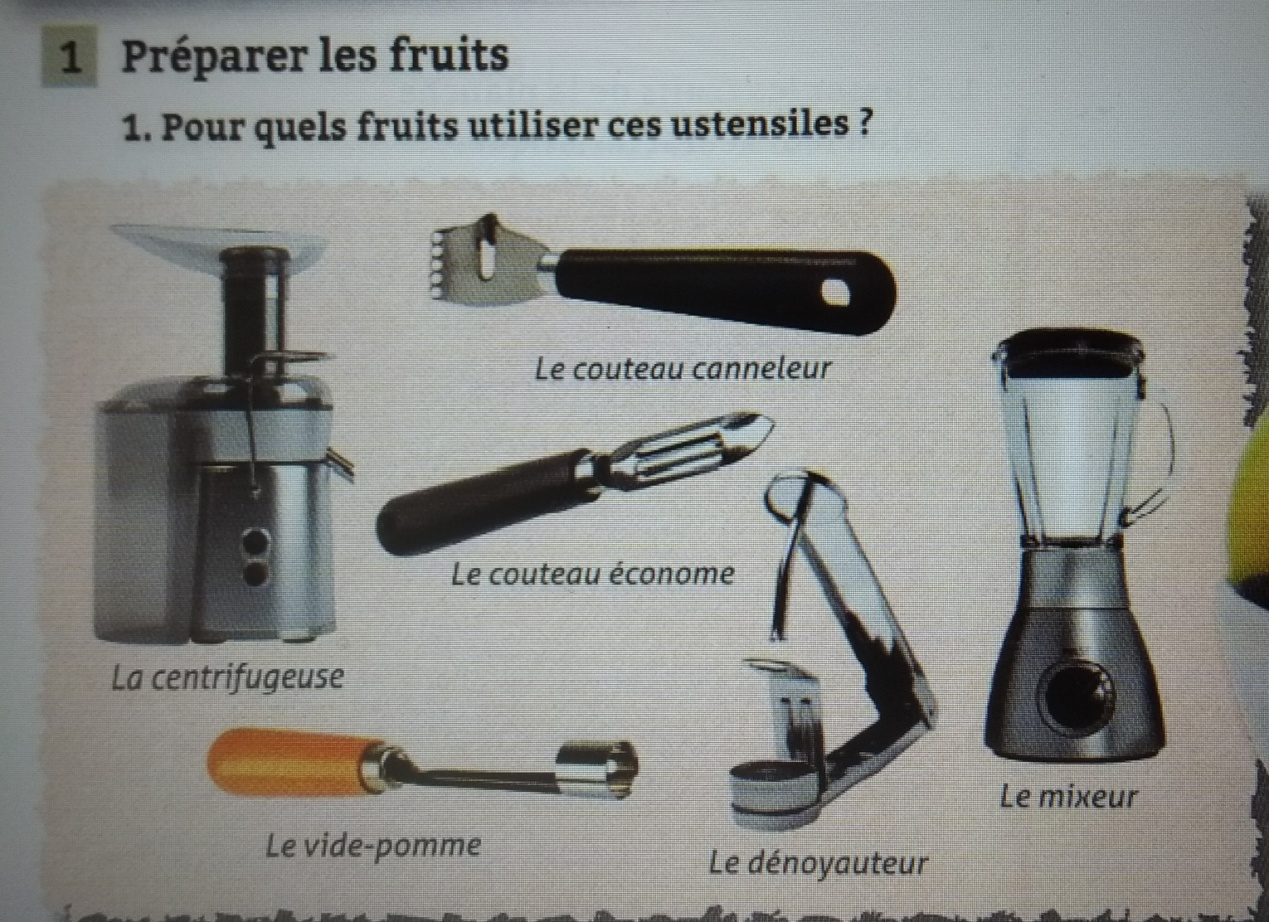 1 Préparer les fruits
1. Pour quels fruits utiliser ces ustensiles ?
Le couteau canneleur
Le couteau économe
La centrifugeuse
Le mixeur
Le vide-pomme
Le dénoyauteur